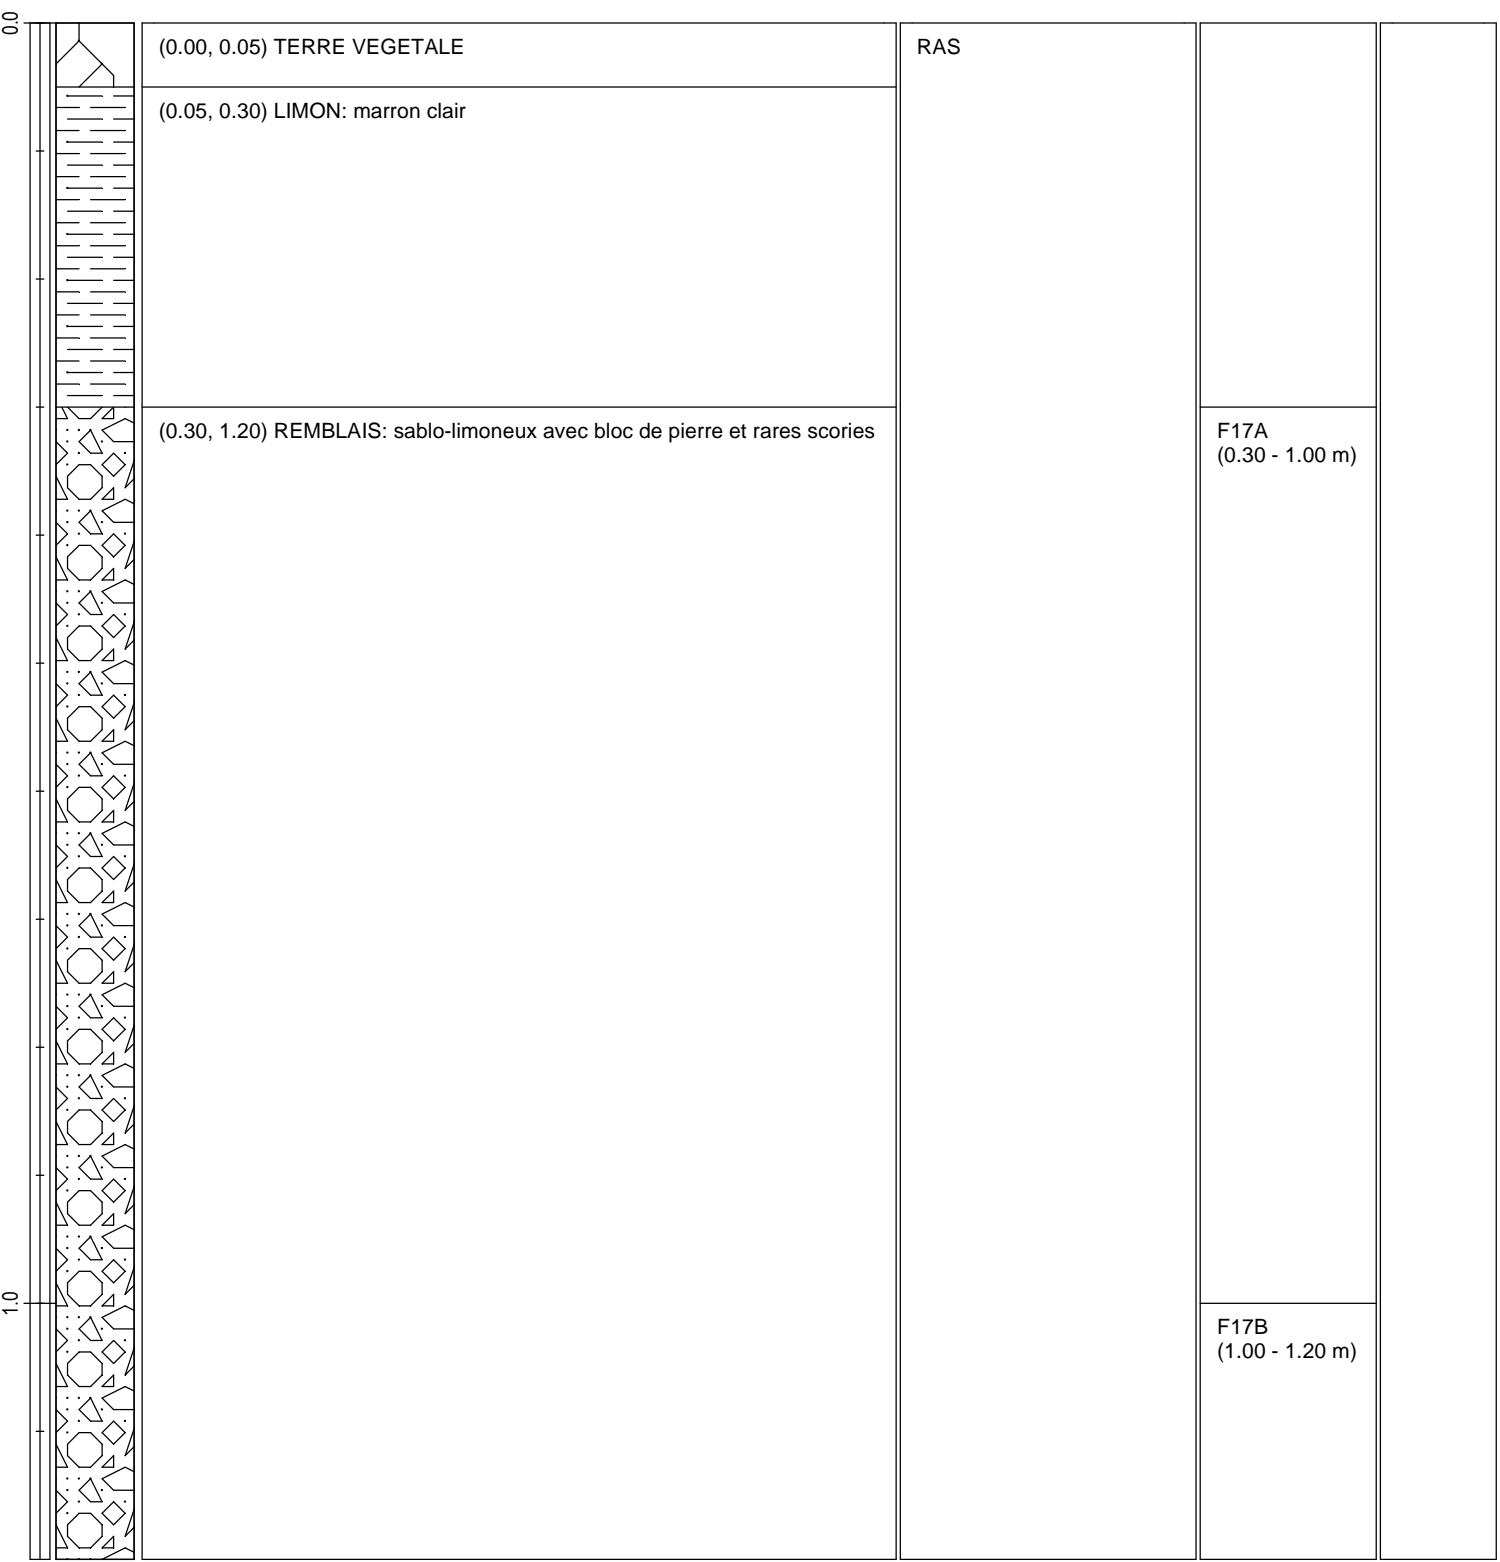 0.0
(0.00, 0.05) TERRE VEGETALE
RAS
(0.05, 0.30) LIMON: marron clair
(0.30, 1.20) REMBLAIS: sablo-limoneux avec bloc de pierre et rares scories
F17A
(0.30 - 1.00 m)
1.0
F17B
(1.00 - 1.20 m)